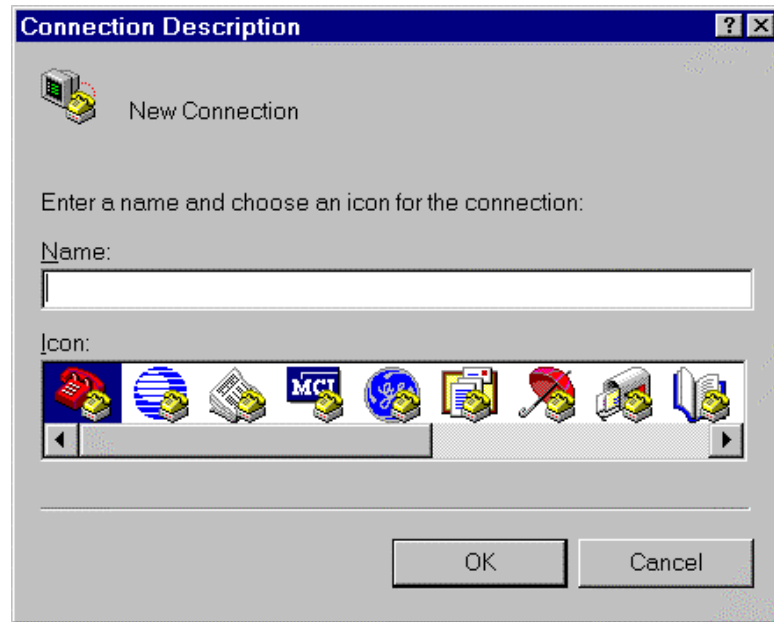 Connection Description
New Connection
Enter a name and choose an icon for the connection:
Name:
Icon:
MCI
OK Cancel